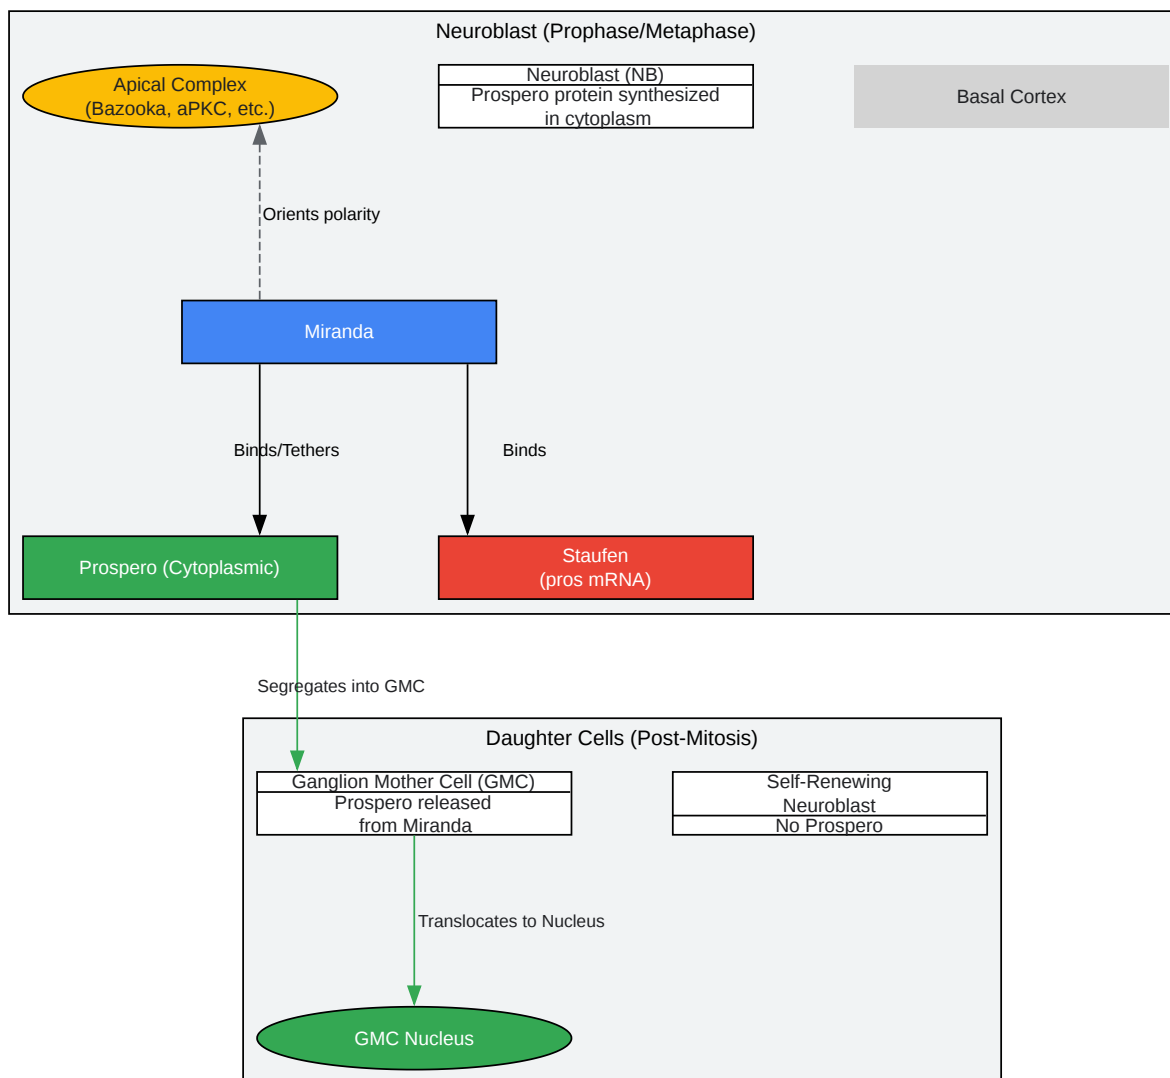 Neuroblast (Prophase/Metaphase)
Apical Complex
(Bazooka, aPKC, etc.)
Neuroblast (NB)
Prospero protein synthesized
in cytoplasm
Basal Cortex
Orients polarity
Miranda
Binds/Tethers
Binds
Prospero (Cytoplasmic)
Staufen
(pros mRNA)
Segregates into GMC
Daughter Cells (Post-Mitosis)
Ganglion Mother Cell (GMC)
Prospero released
from Miranda
Self-Renewing
Neuroblast
No Prospero
Translocates to Nucleus
GMC Nucleus